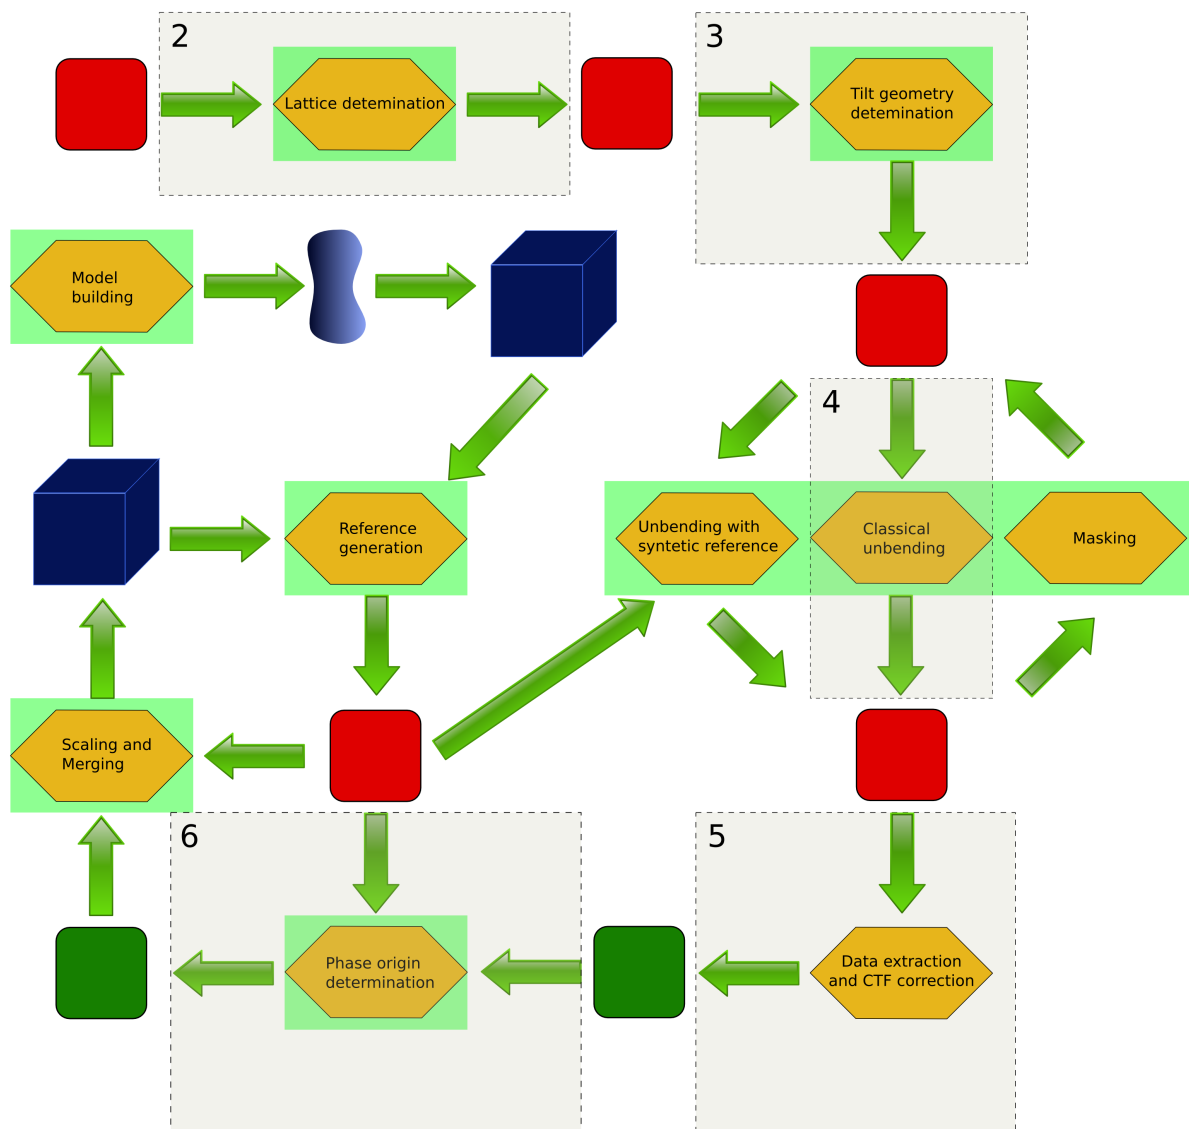 2
Lattice detemination
3
Tilt geometry
detemination
Model
building
4
Reference
generation
Unbending with
syntetic reference
Classical
unbending
Masking
Scaling and
Merging
6
Phase origin
determination
5
Data extraction
and CTF correction